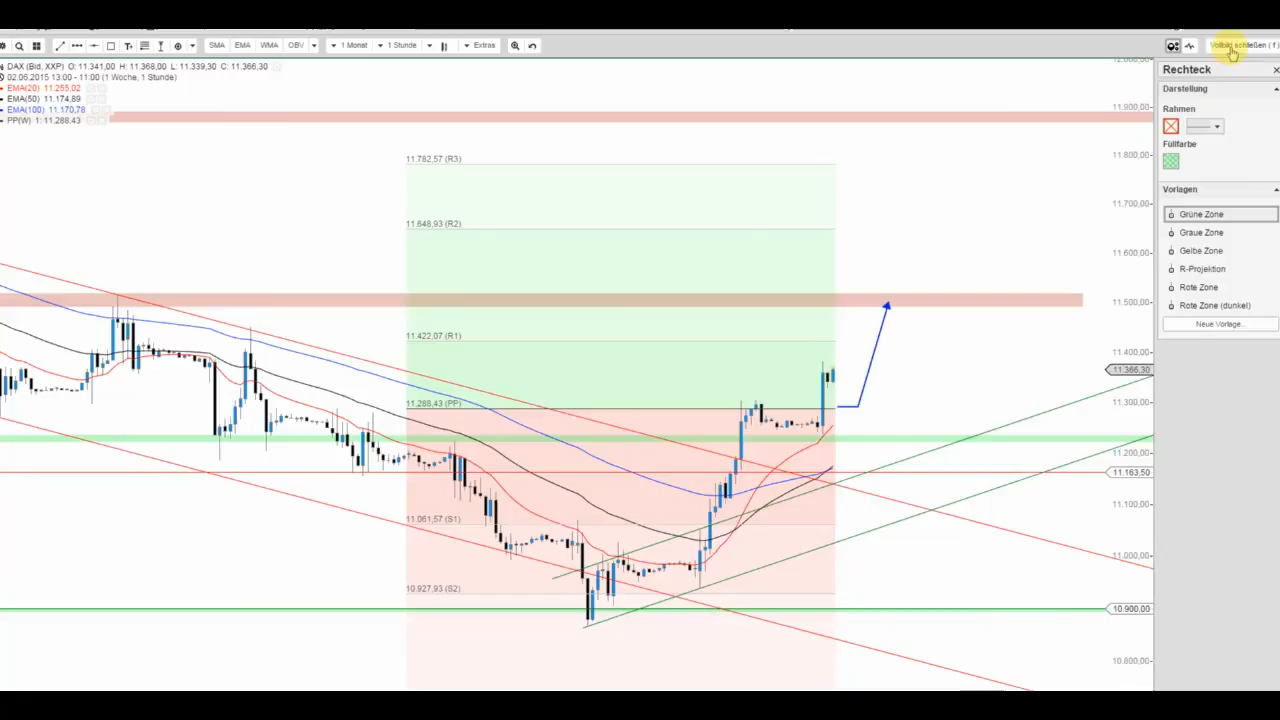 SMA EMA WMA OBV 1 Monat 1 Stunde Extras Vollbild schließen ( f )
DAX (Bid, XXP) O: 11.341,00 H: 11.368,00 L: 11.339,30 C: 11.366,30
02.06.2015 13:00 - 11:00 (1 Woche, 1 Stunde)
EMA(20) 11.255,02
EMA(50) 11.174,89
EMA(100) 11.170,78
PP(W) 1: 11.288,43
11.782,57 (R3)
11.648,93 (R2)
11.422,07 (R1)
11.288,43 (PP)
11.061,57 (S1)
10.927,93 (S2)
12.000,00
11.900,00
11.800,00
11.700,00
11.600,00
11.500,00
11.400,00
11.366,30
11.300,00
11.200,00
11.163,50
11.100,00
11.000,00
10.900,00
10.800,00
Rechteck
Darstellung
Rahmen
Füllfarbe
Vorlagen
Grüne Zone
Graue Zone
Gelbe Zone
R-Projektion
Rote Zone
Rote Zone (dunkel)
Neue Vorlage...